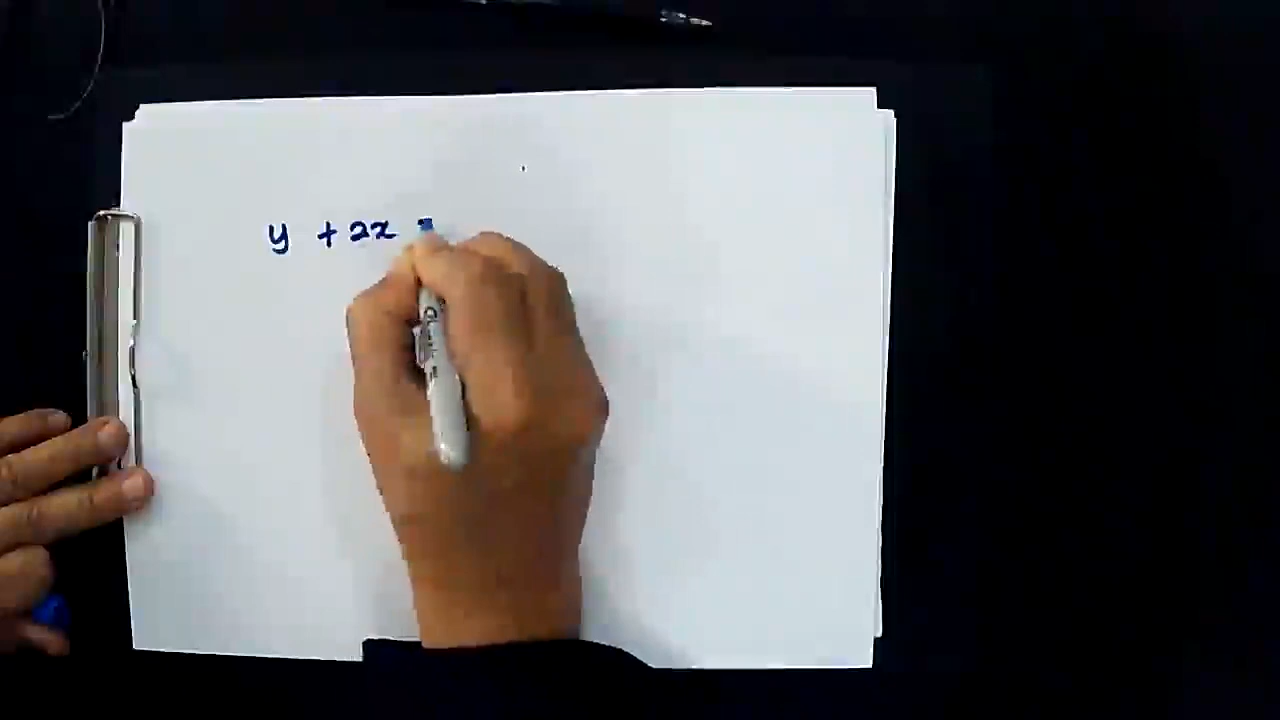 y + 2x =